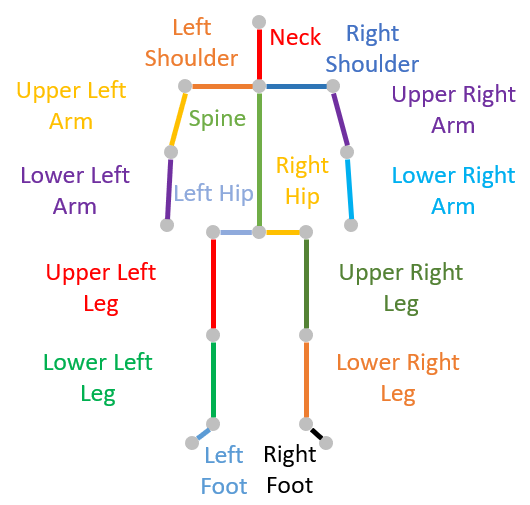 Left
Shoulder
Neck
Right
Shoulder
Upper Left
Arm
Spine
Upper Right
Arm
Lower Left
Arm
Left Hip
Right
Hip
Lower Right
Arm
Upper Left
Leg
Upper Right
Leg
Lower Left
Leg
Lower Right
Leg
Left
Foot
Right
Foot